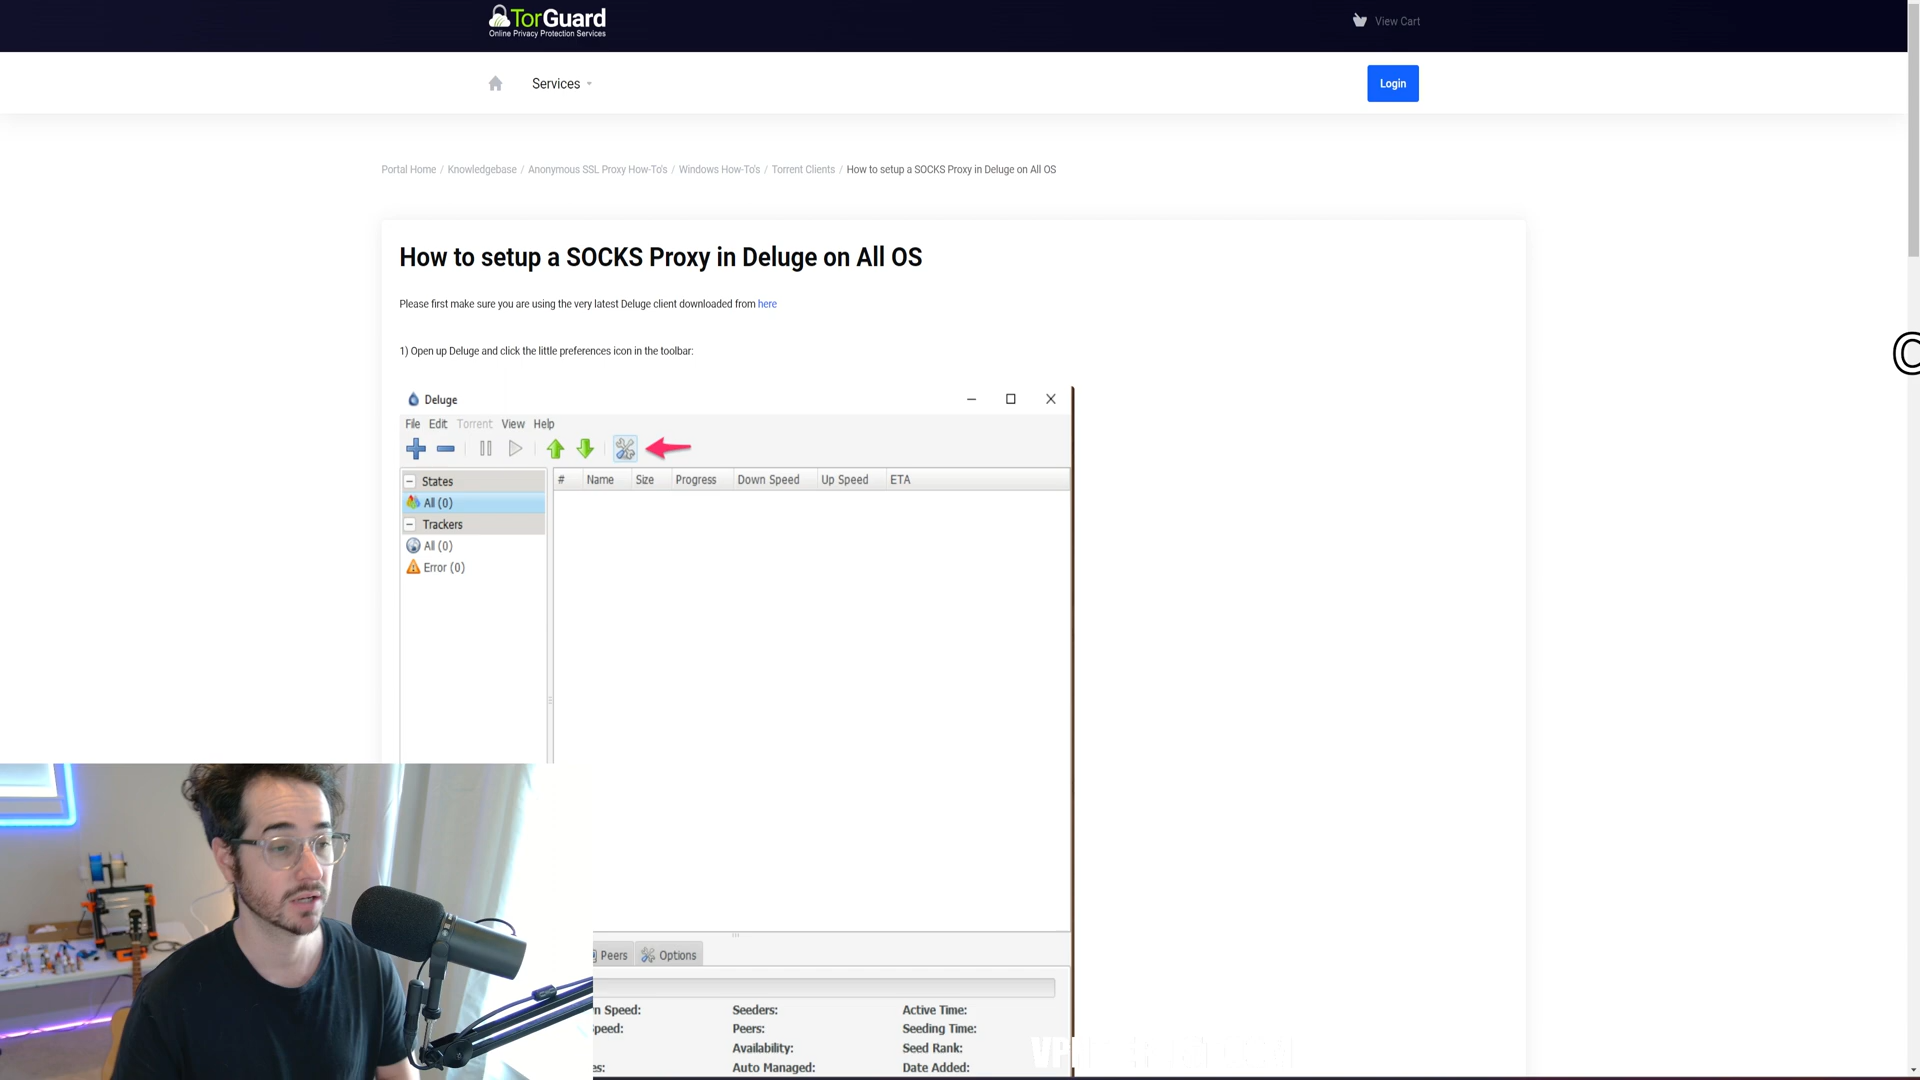 TorGuard
Online Privacy Protection Services
View Cart
Services
Login
Portal Home / Knowledgebase / Anonymous SSL Proxy How-To's / Windows How-To's / Torrent Clients / How to setup a SOCKS Proxy in Deluge on All OS
How to setup a SOCKS Proxy in Deluge on All OS
Please first make sure you are using the very latest Deluge client downloaded from here
1) Open up Deluge and click the little preferences icon in the toolbar:
Deluge
File Edit Torrent View Help
# Name Size Progress Down Speed Up Speed ETA
States
All (0)
Trackers
All (0)
Error (0)
Peers Options
n Speed: Seeders: Active Time:
peed: Peers: Seeding Time:
Availability: Seed Rank:
es: Auto Managed: Date Added: